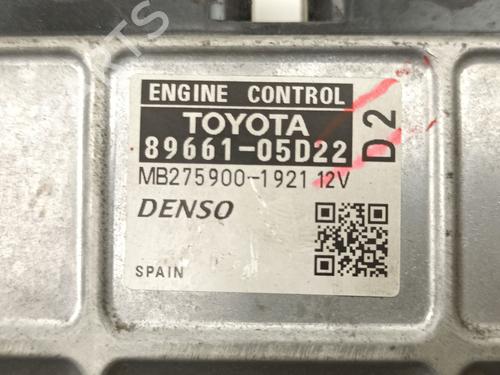 ENGINE CONTROL
TOYOTA
89661-05D22
D2
MB275900-1921 12V
DENSO
SPAIN